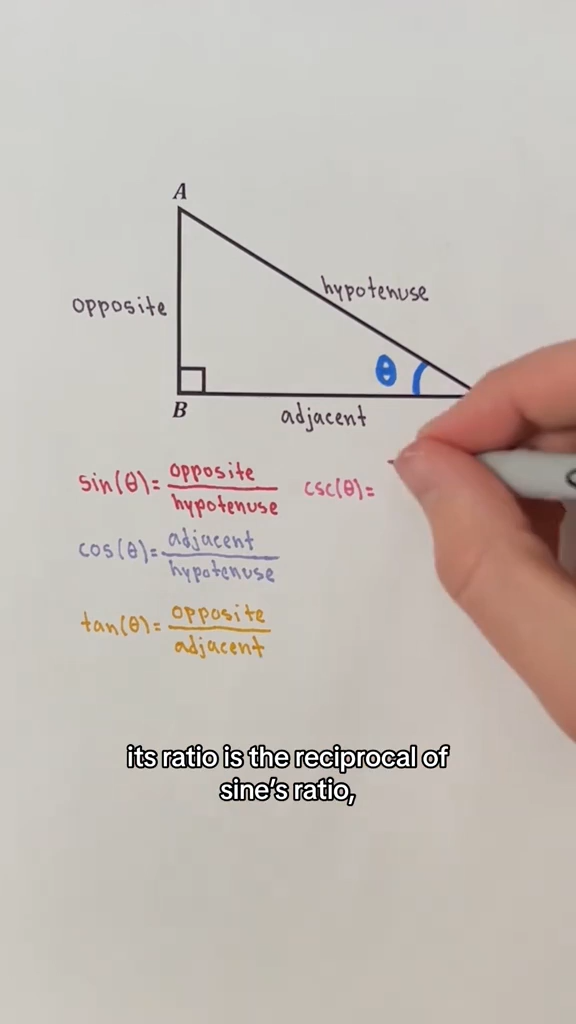 A
hypotenuse
opposite
θ
B
adjacent
sin(θ)= opposite / hypotenuse
csc(θ)=
cos(θ)= adjacent / hypotenuse
tan(θ)= opposite / adjacent
its ratio is the reciprocal of
sine's ratio,